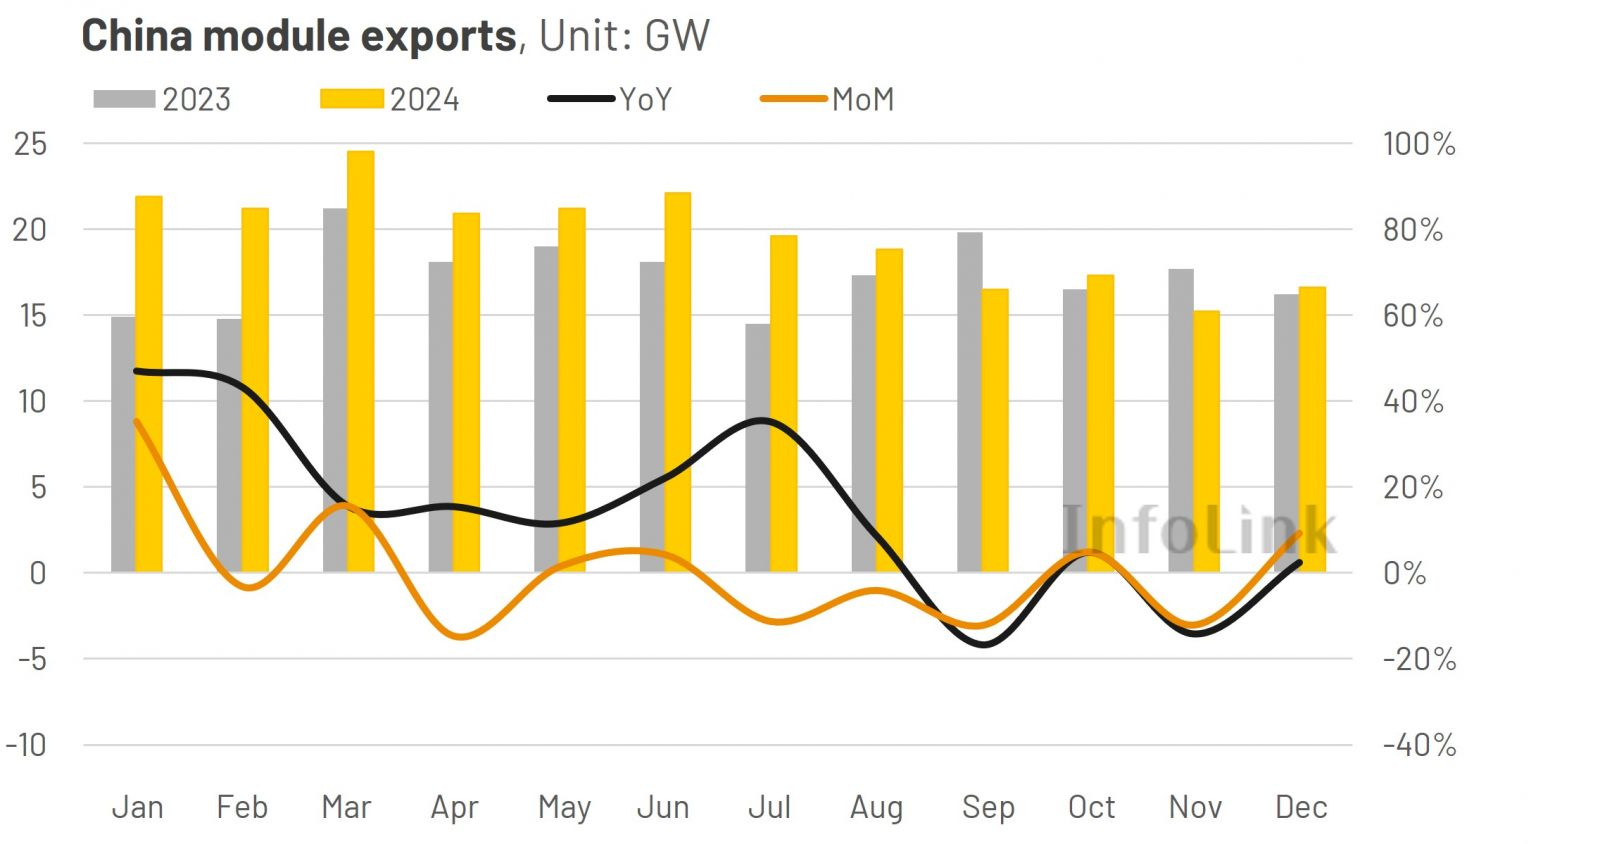 China module exports, Unit: GW
2023 2024 YoY MoM
25 100%
20 80%
15 60%
10 40%
5 20%
0 0%
-5 -20%
-10 -40%
InfoLink
Jan Feb Mar Apr May Jun Jul Aug Sep Oct Nov Dec